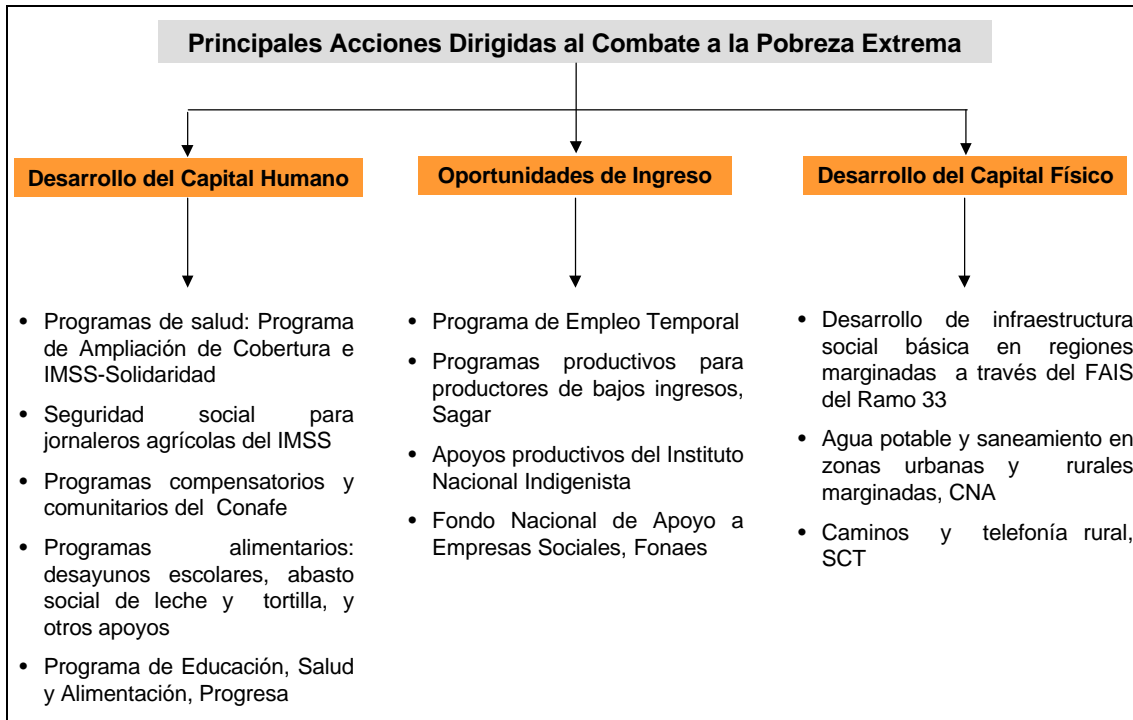 Principales Acciones Dirigidas al Combate a la Pobreza Extrema
Desarrollo del Capital Humano
• Programas de salud: Programa
de Ampliación de Cobertura e
IMSS-Solidaridad
• Seguridad social para
jornaleros agrícolas del IMSS
• Programas compensatorios y
comunitarios del Conafe
• Programas alimentarios:
desayunos escolares, abasto
social de leche y tortilla, y
otros apoyos
• Programa de Educación, Salud
y Alimentación, Progresa
Oportunidades de Ingreso
• Programa de Empleo Temporal
• Programas productivos para
productores de bajos ingresos,
Sagar
• Apoyos productivos del Instituto
Nacional Indigenista
• Fondo Nacional de Apoyo a
Empresas Sociales, Fonaes
Desarrollo del Capital Físico
• Desarrollo de infraestructura
social básica en regiones
marginadas a través del FAIS
del Ramo 33
• Agua potable y saneamiento en
zonas urbanas y rurales
marginadas, CNA
• Caminos y telefonía rural,
SCT